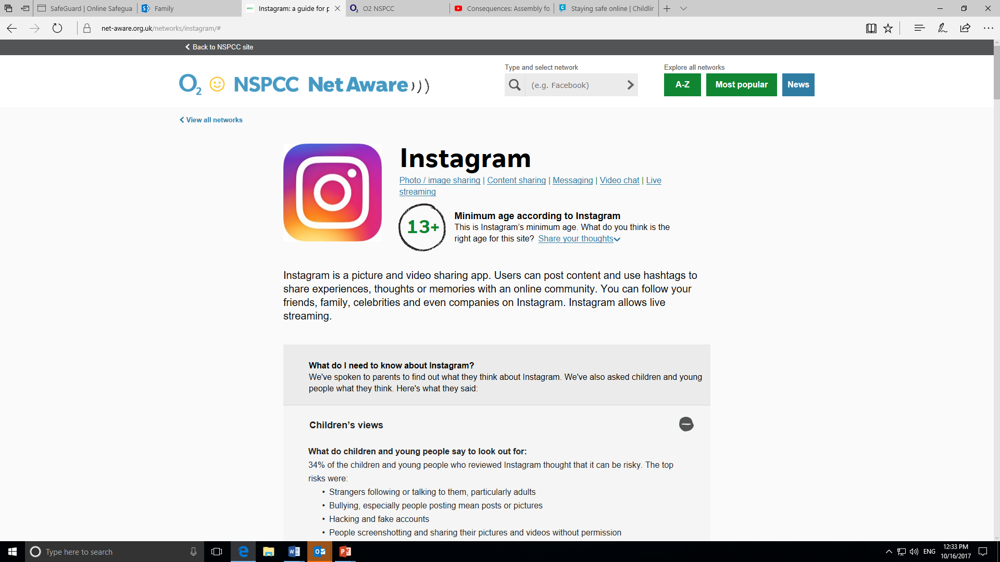 SafeGuard | Online Safegua
Family
Instagram: a guide for p
O2 NSPCC
Consequences: Assembly fo
Staying safe online | Childlir
net-aware.org.uk/networks/instagram/#
Back to NSPCC site
O2 NSPCC Net Aware
Type and select network
(e.g. Facebook)
Explore all networks
A-Z
Most popular
News
View all networks
Instagram
Photo / image sharing | Content sharing | Messaging | Video chat | Live
streaming
13+
Minimum age according to Instagram
This is Instagram's minimum age. What do you think is the
right age for this site? Share your thoughts
Instagram is a picture and video sharing app. Users can post content and use hashtags to
share experiences, thoughts or memories with an online community. You can follow your
friends, family, celebrities and even companies on Instagram. Instagram allows live
streaming.
What do I need to know about Instagram?
We've spoken to parents to find out what they think about Instagram. We've also asked children and young
people what they think. Here's what they said:
Children's views
What do children and young people say to look out for:
34% of the children and young people who reviewed Instagram thought that it can be risky. The top
risks were:
• Strangers following or talking to them, particularly adults
• Bullying, especially people posting mean posts or pictures
• Hacking and fake accounts
• People screenshotting and sharing their pictures and videos without permission
Type here to search
ENG
12:33 PM
10/16/2017